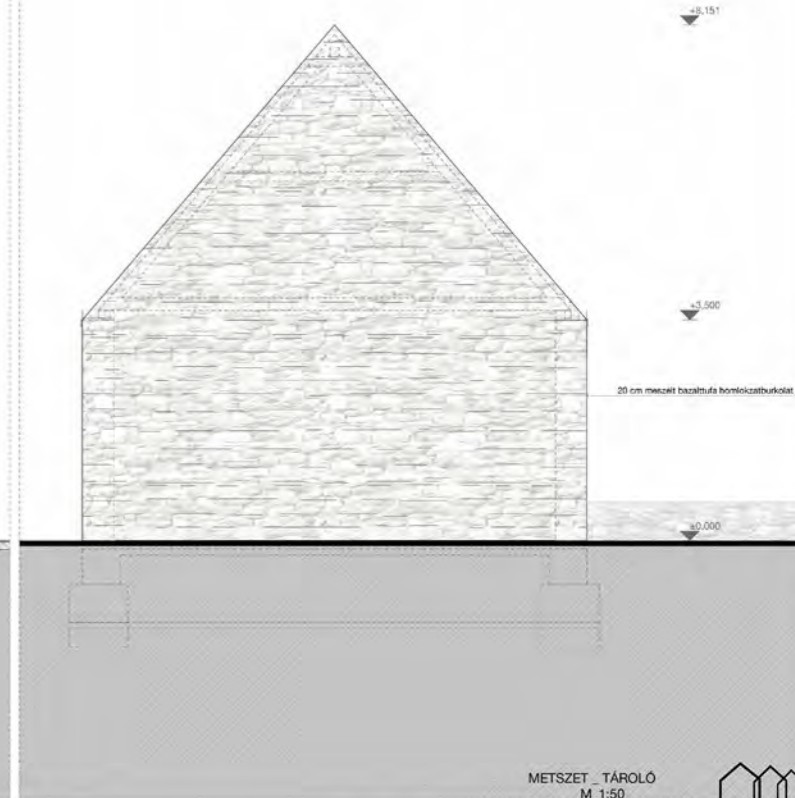 +8,151
+3,500
20 cm meszelt bazalttufa homlokzatburkolat
±0,000
METSZET _ TÁROLÓ
M 1:50